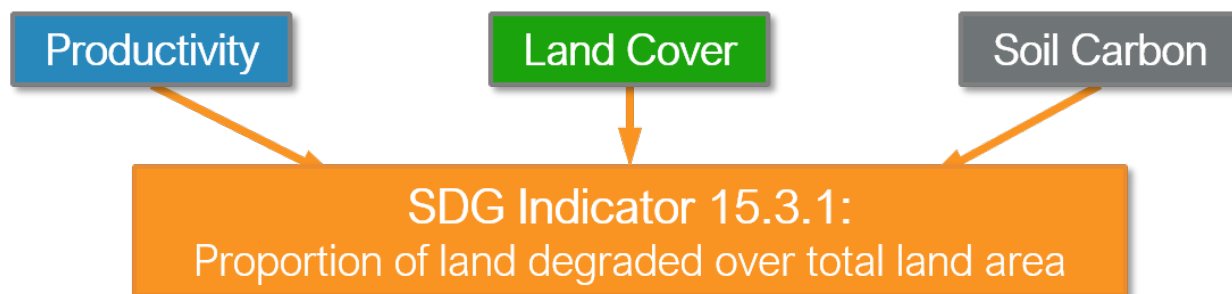 Productivity
Land Cover
Soil Carbon
SDG Indicator 15.3.1:
Proportion of land degraded over total land area